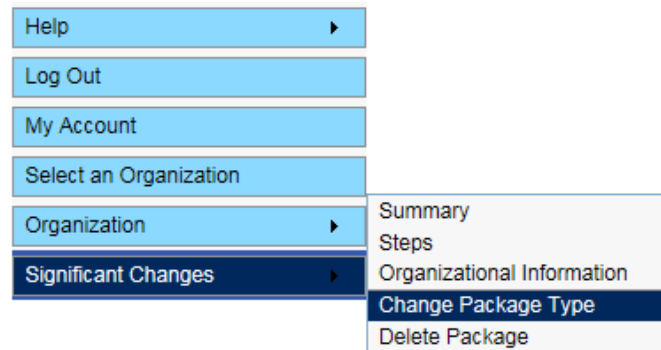 Help
Log Out
My Account
Select an Organization
Organization
Significant Changes
Summary
Steps
Organizational Information
Change Package Type
Delete Package